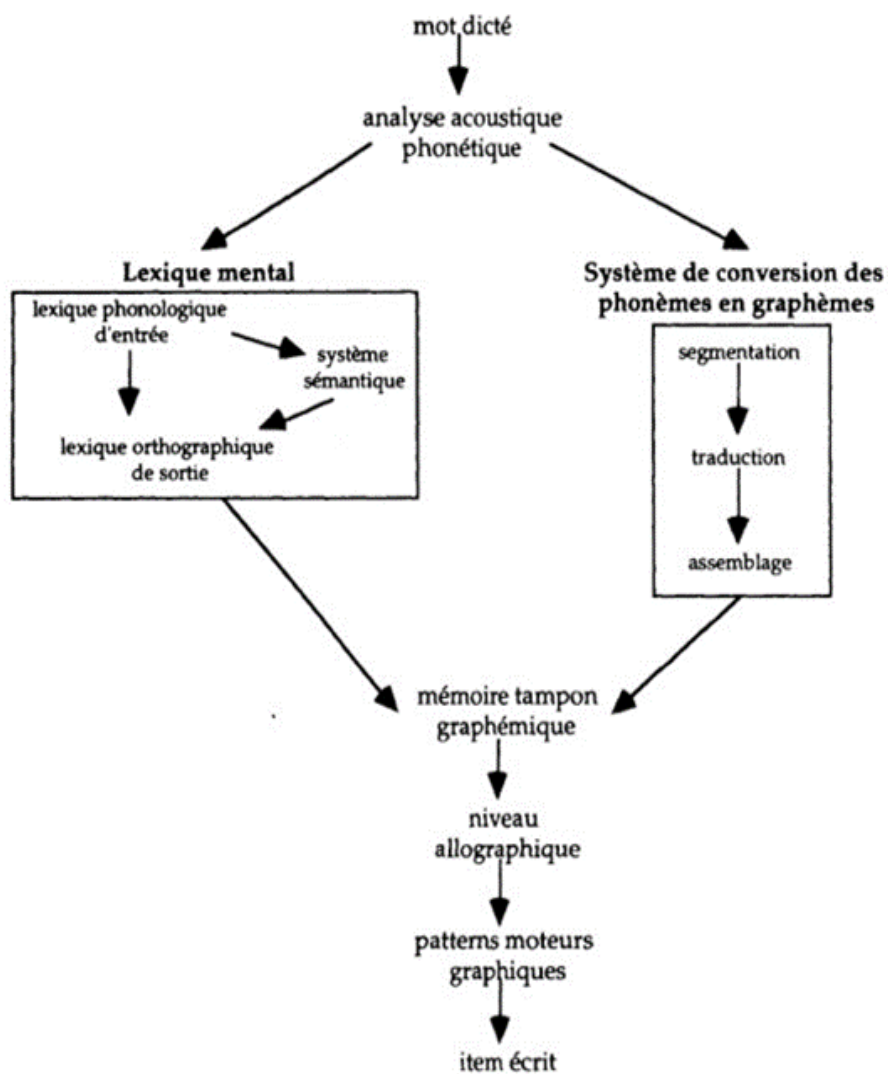 mot dicté
analyse acoustique
phonétique
Lexique mental
lexique phonologique
d'entrée
système
sémantique
lexique orthographique
de sortie
Système de conversion des
phonèmes en graphèmes
segmentation
traduction
assemblage
mémoire tampon
graphémique
niveau
allographique
patterns moteurs
graphiques
item écrit